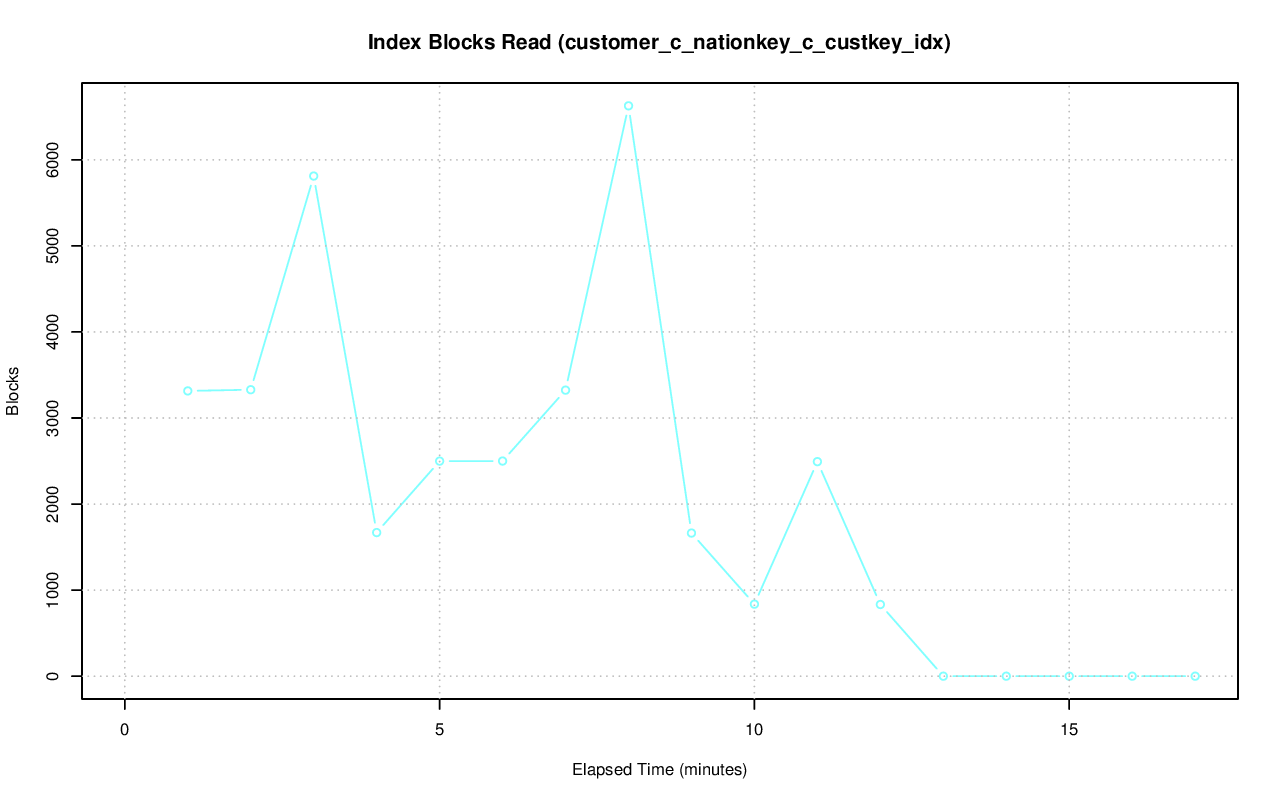 Index Blocks Read (customer_c_nationkey_c_custkey_idx)
6000
5000
4000
3000
2000
1000
0
Blocks
0 5 10 15
Elapsed Time (minutes)